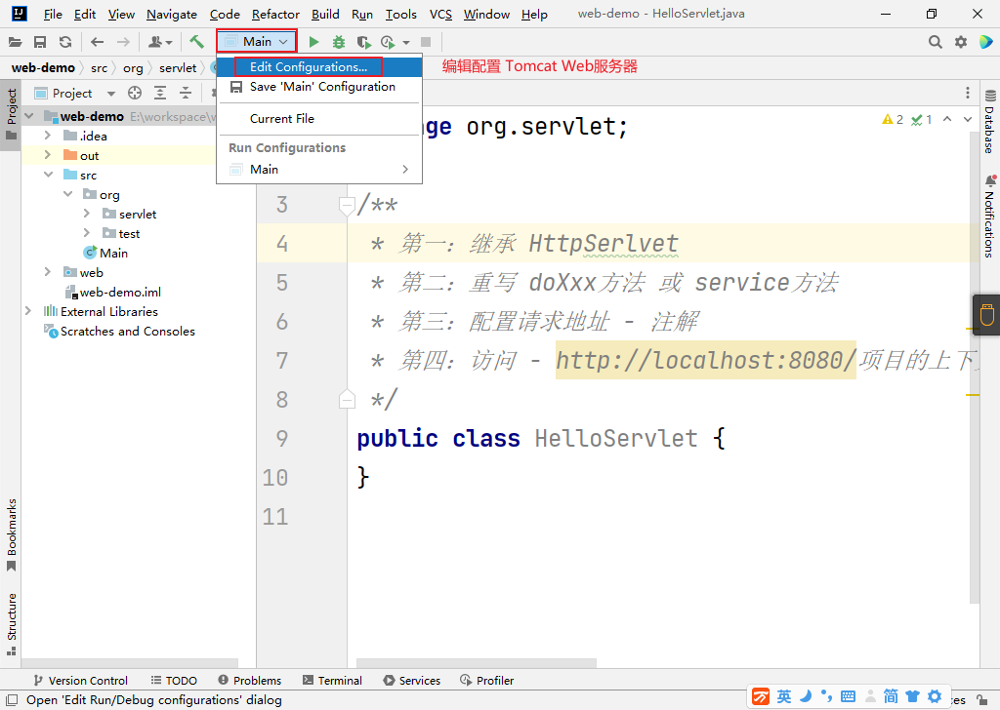 File Edit View Navigate Code Refactor Build Run Tools VCS Window Help web-demo - HelloServlet.java
Main
web-demo src org servlet
Edit Configurations...
编辑配置 Tomcat Web服务器
Save 'Main' Configuration
Current File
Run Configurations
Main
Project
Project
web-demo E:\workspace\w
.idea
out
src
org
servlet
test
Main
web
web-demo.iml
External Libraries
Scratches and Consoles
ge org.servlet;
2 1
3 /**
4 * 第一: 继承 HttpSerlvet
5 * 第二: 重写 doXxx方法 或 service方法
6 * 第三: 配置请求地址 - 注解
7 * 第四: 访问 - http://localhost:8080/项目的上下
8 */
9 public class HelloServlet {
10 }
11
Database
Notifications
Bookmarks
Structure
Version Control TODO Problems Terminal Services Profiler
Open 'Edit Run/Debug configurations' dialog
英 简
ces